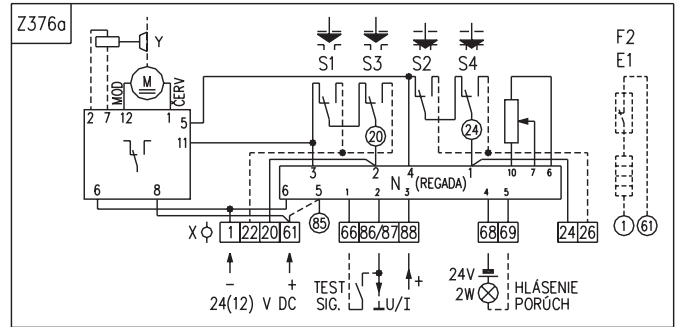 Z376a
Y
S1 S3 S2 S4
F2
E1
M
MOD
ČERV
2 7 12 1
5
11
20
24
3 2 4 1 10 7 6
N (REGADA)
6 8
6 5 1 2 3 4 5
85
1 61
X 1 22 20 61 66 86/87 88 68 69 24 26
− +
24(12) V DC
TEST
SIG.
U/I
+
24V
2W
HLÁSENIE
PORÚCH